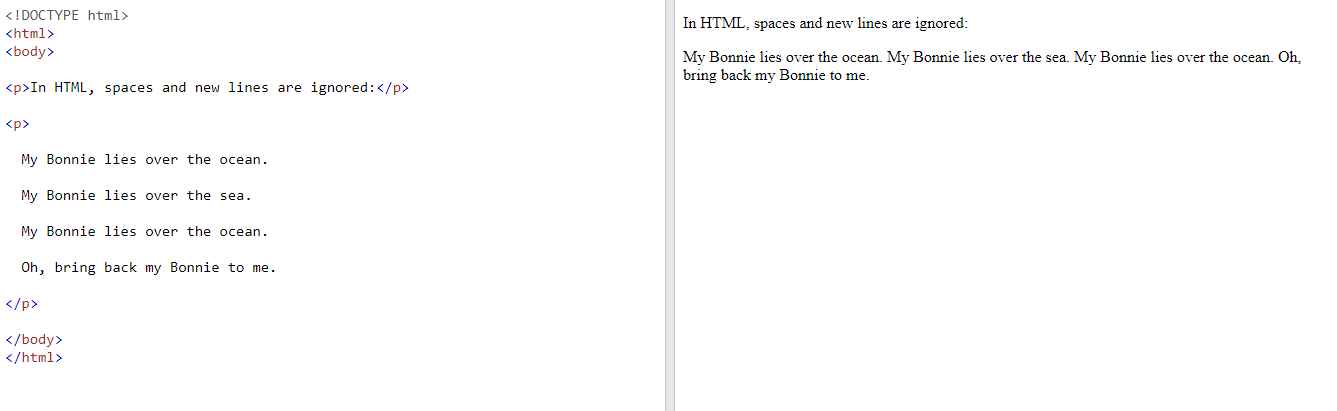 <!DOCTYPE html>
<html>
<body>
<p>In HTML, spaces and new lines are ignored:</p>
<p>
My Bonnie lies over the ocean.
My Bonnie lies over the sea.
My Bonnie lies over the ocean.
Oh, bring back my Bonnie to me.
</p>
</body>
</html>
In HTML, spaces and new lines are ignored:
My Bonnie lies over the ocean. My Bonnie lies over the sea. My Bonnie lies over the ocean. Oh,
bring back my Bonnie to me.